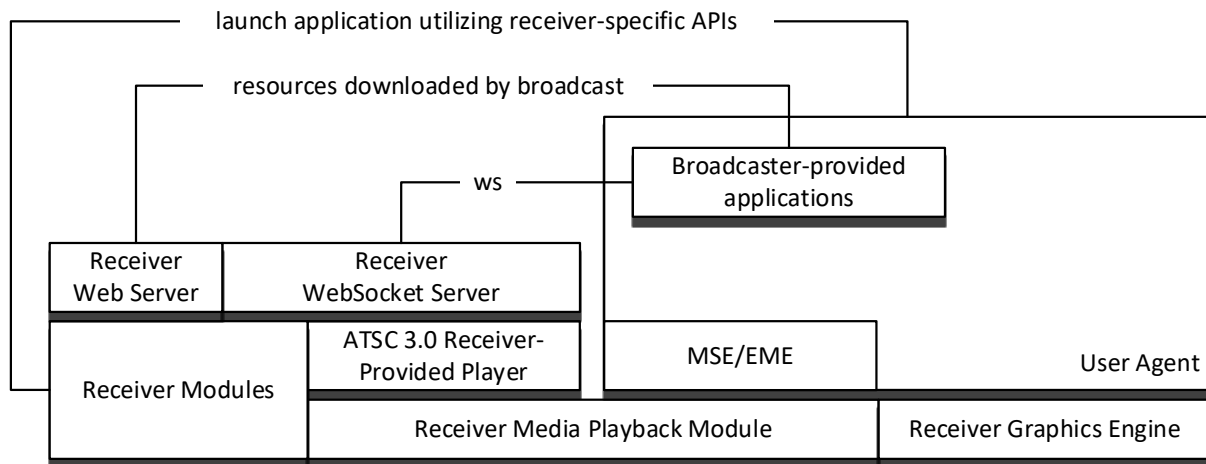 launch application utilizing receiver-specific APIs
resources downloaded by broadcast
Broadcaster-provided
applications
ws
Receiver
Web Server
Receiver
WebSocket Server
ATSC 3.0 Receiver-
Provided Player
MSE/EME
User Agent
Receiver Modules
Receiver Media Playback Module
Receiver Graphics Engine